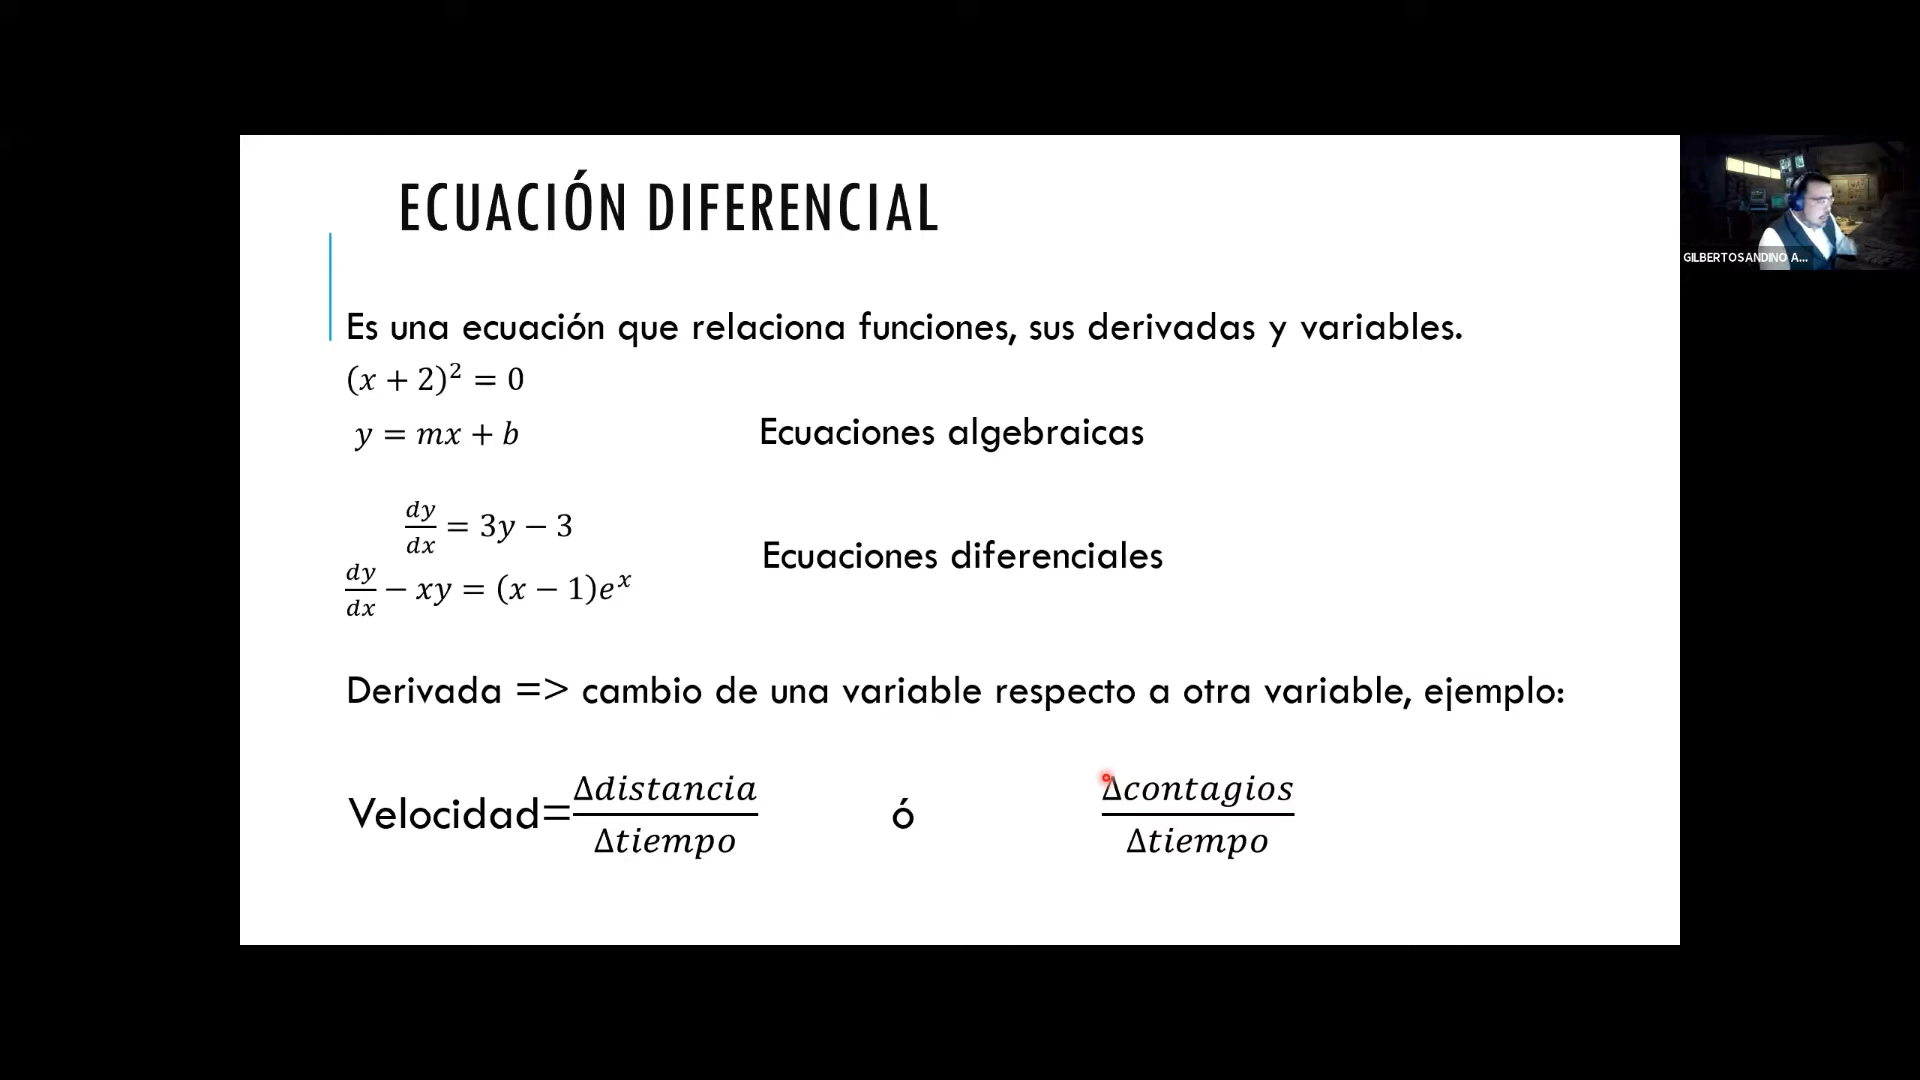 ECUACIÓN DIFERENCIAL
GILBERTOSANDINO A...
Es una ecuación que relaciona funciones, sus derivadas y variables.
(x + 2)² = 0
y = mx + b
Ecuaciones algebraicas
dy/dx = 3y − 3
Ecuaciones diferenciales
dy/dx − xy = (x − 1)eˣ
Derivada => cambio de una variable respecto a otra variable, ejemplo:
Velocidad=Δdistancia/Δtiempo ó Δcontagios/Δtiempo